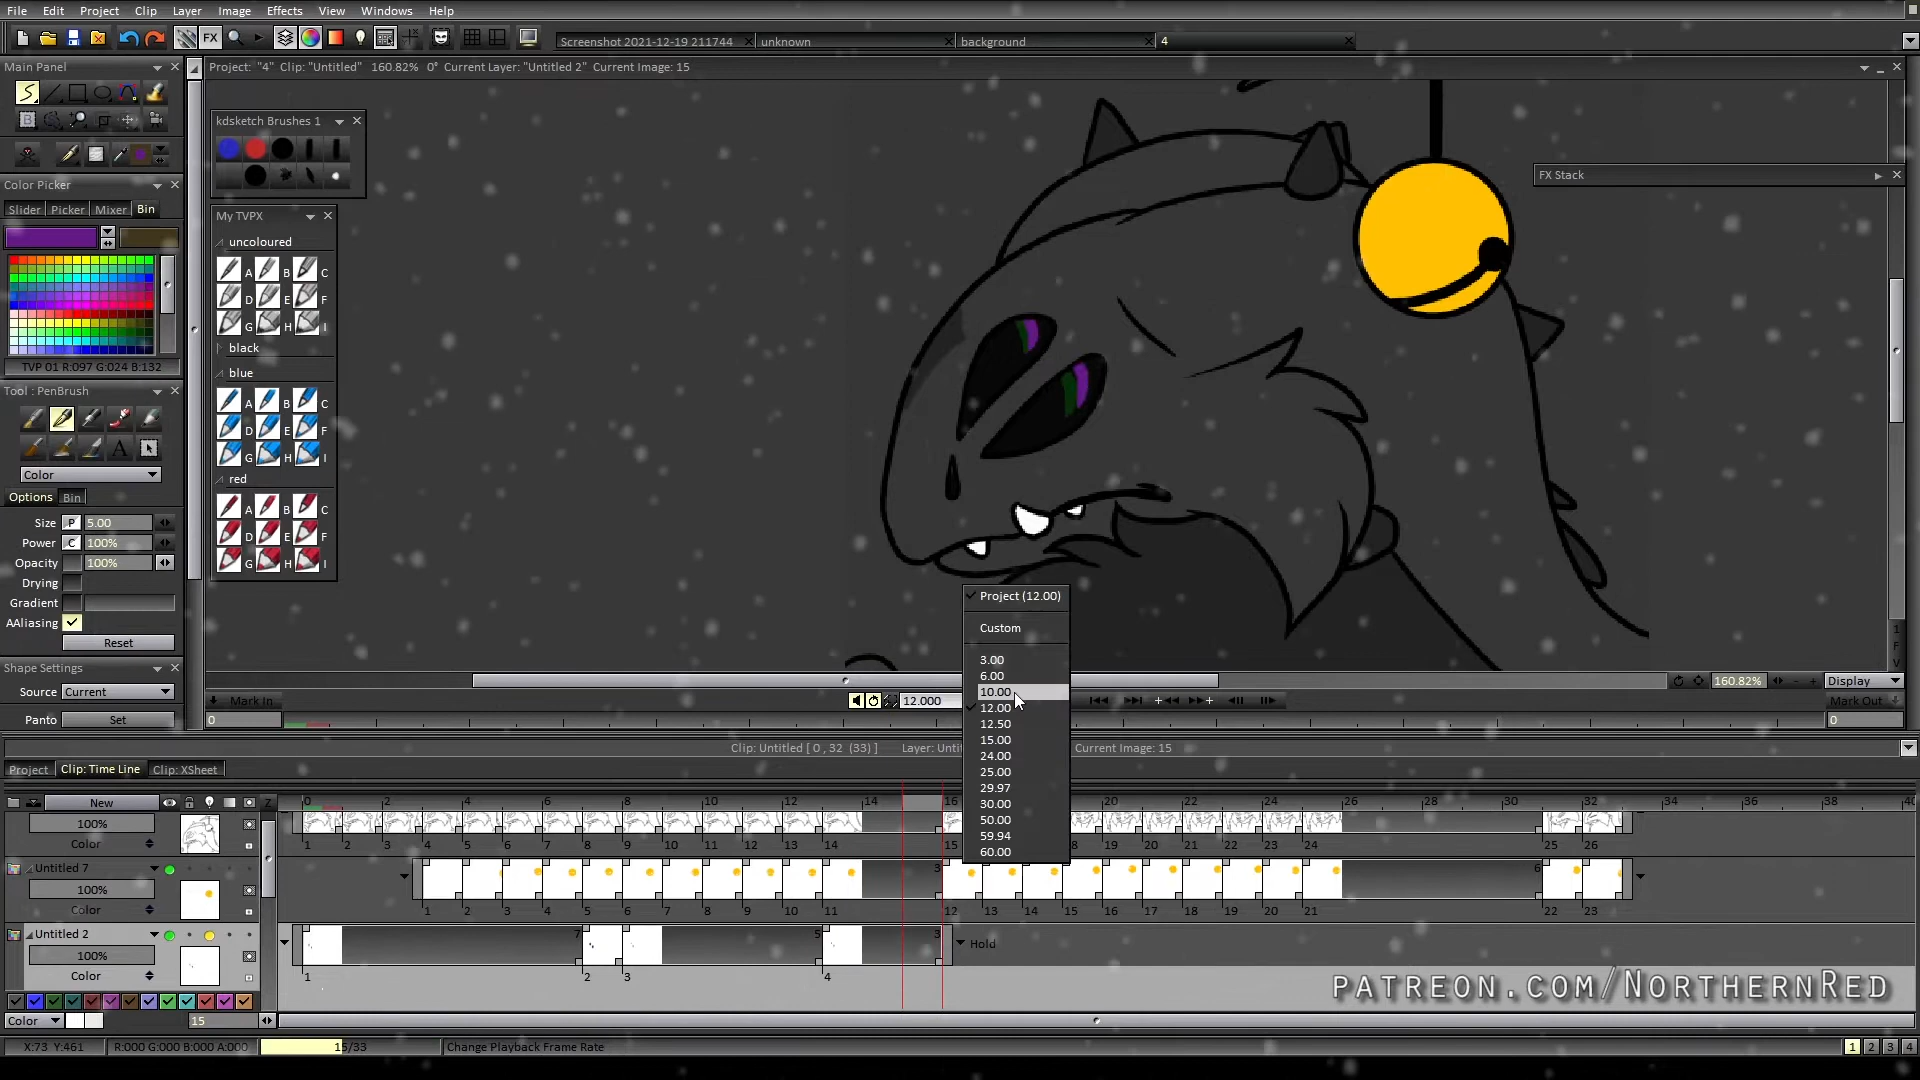 File Edit Project Clip Layer Image Effects View Windows Help
FX
Screenshot 2021-12-19 211744 unknown background 4
Main Panel
Project: "4" Clip: "Untitled" 160.82% 0° Current Layer: "Untitled 2" Current Image: 15
kdsketch Brushes 1
FX Stack
Color Picker
Slider Picker Mixer Bin
My TVPX
uncoloured
A B C
D E F
G H I
black
blue
A B C
D E F
G H I
red
A B C
D E F
G H I
TVP 01 R:097 G:024 B:132
Tool : PenBrush
Color
Options Bin
Size P 5.00
Power C 100%
Opacity 100%
Drying
Gradient
AAliasing
Reset
Shape Settings
Source Current
Panto Set
Project (12.00)
Custom
3.00
6.00
10.00
12.00
12.50
15.00
24.00
25.00
29.97
30.00
50.00
59.94
60.00
160.82% Display
Mark In 12.000 Mark Out
0 0
Clip: Untitled [ 0 , 32 (33) ] Layer: Unti Current Image: 15
Project Clip: Time Line Clip: XSheet
New Z 0 2 4 6 8 10 12 14 16 20 22 24 26 28 30 32 34 36 38 40
100%
Color 1 2 3 4 5 6 7 8 9 10 11 12 13 14 15 18 19 20 21 22 23 24 25 26
Untitled 7 3 6
100%
Color 1 2 3 4 5 6 7 8 9 10 11 12 13 14 15 16 17 18 19 20 21 22 23
Untitled 2 7 5 3 Hold
100%
Color 1 2 3 4
PATREON.COM/NORTHERNRED
Color 15
X:73 Y:461 R:000 G:000 B:000 A:000 15/33 Change Playback Frame Rate 1 2 3 4